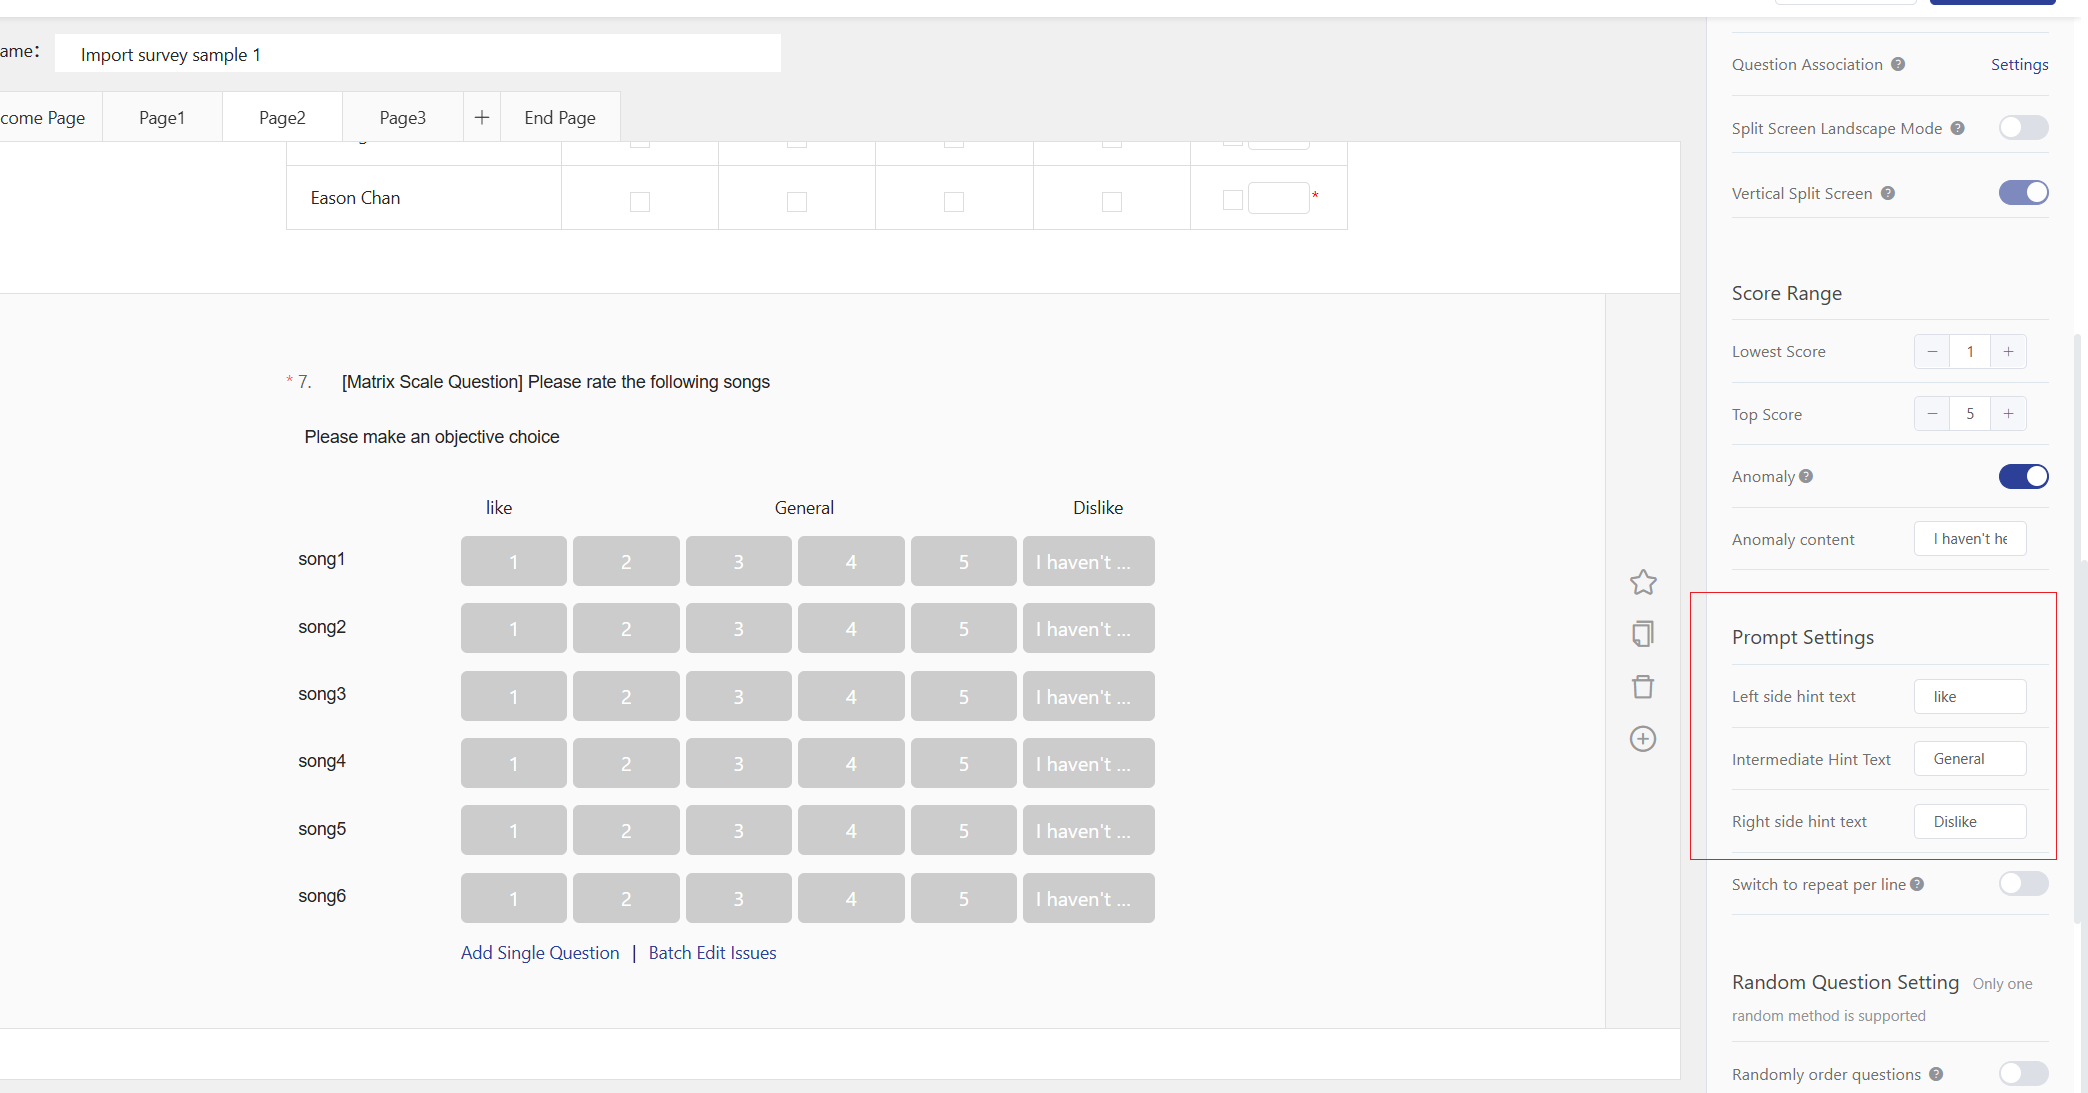 ame:
Import survey sample 1
come Page
Page1
Page2
Page3
+
End Page
Eason Chan
*
* 7. [Matrix Scale Question] Please rate the following songs
Please make an objective choice
like General Dislike
song1 1 2 3 4 5 I haven't ...
song2 1 2 3 4 5 I haven't ...
song3 1 2 3 4 5 I haven't ...
song4 1 2 3 4 5 I haven't ...
song5 1 2 3 4 5 I haven't ...
song6 1 2 3 4 5 I haven't ...
Add Single Question | Batch Edit Issues
Question Association ? Settings
Split Screen Landscape Mode ?
Vertical Split Screen ?
Score Range
Lowest Score − 1 +
Top Score − 5 +
Anomaly ?
Anomaly content I haven't he
Prompt Settings
Left side hint text like
Intermediate Hint Text General
Right side hint text Dislike
Switch to repeat per line ?
Random Question Setting Only one
random method is supported
Randomly order questions ?